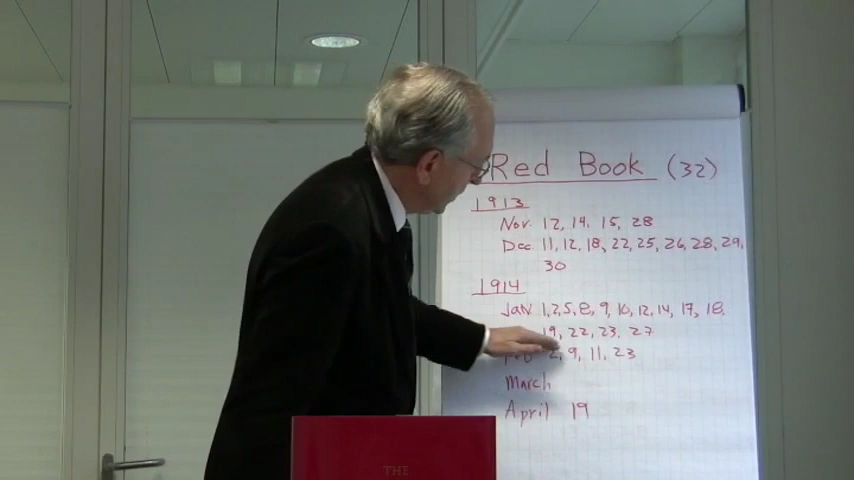 Red Book (32)
1913
Nov. 12, 14, 15, 28
Dec 11, 12, 18, 22, 25, 26, 28, 29,
30
1914
Jan 1, 2, 5, 8, 9, 10, 12, 14, 17, 18
19, 22, 23, 27
Feb 2, 9, 11, 23
March
April 19
THE